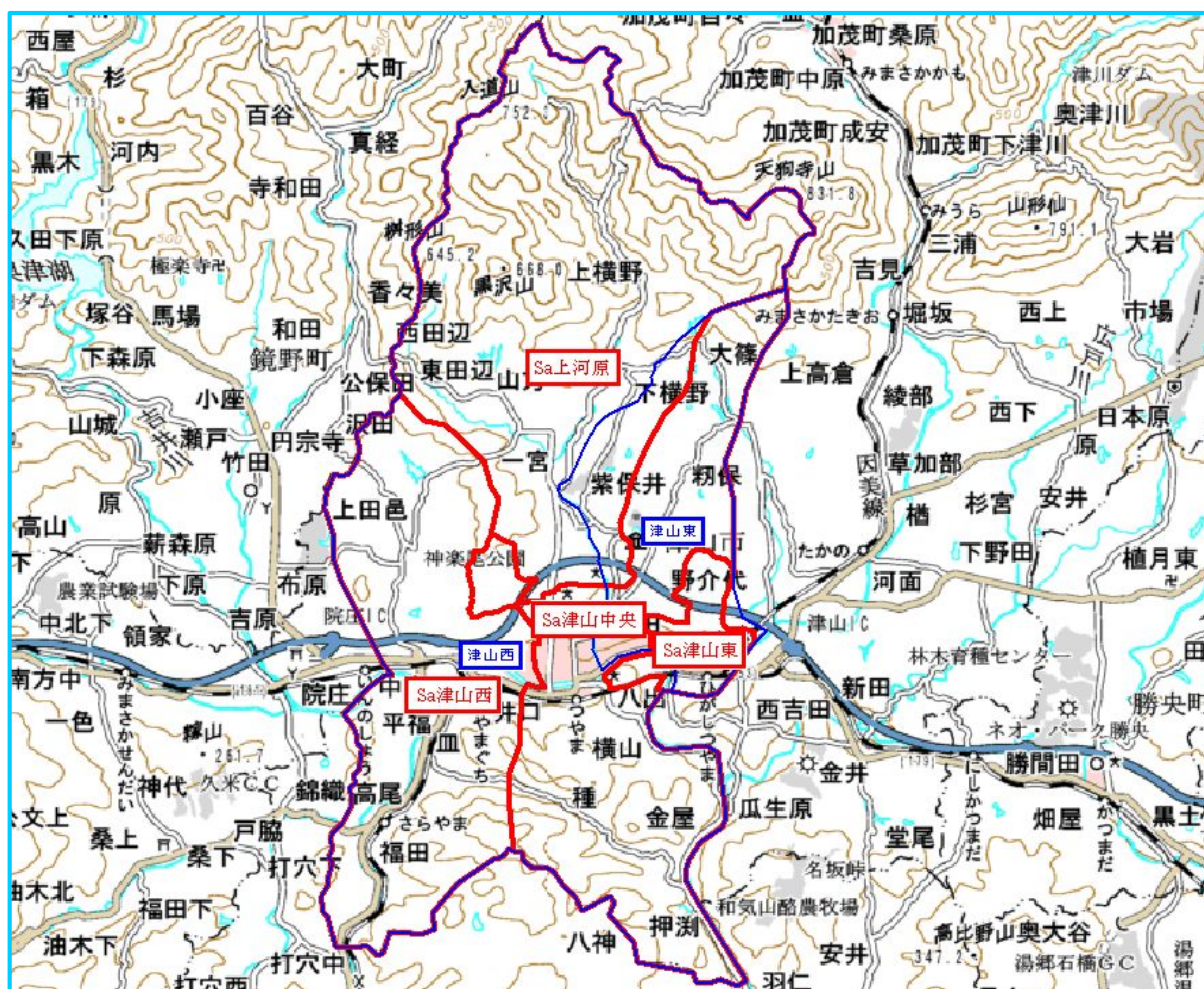 西屋
杉
大町
加茂町桑原
箱
(179)
入道山
752.
加茂町中原
みまさかかも
津川ダム
百谷
奥津川
真経
加茂町成安
加茂町下津川
黒木
河内
天狗寺山
831.8
寺和田
みうら
山形仙
791.1
三浦
大岩
久田下原
桝形山
645.2
668.0
黒沢山
上横野
吉見
極楽寺
香々美
ダム
塚谷
馬場
和田
西田辺
みまさかたきお
堀坂
西上
市場
下森原
鏡野町
東田辺
Sa上河原
大篠
広戸川
公保田
下横野
上高倉
小座
綾部
西下
日本原
山城
吉井川
瀬戸
円宗寺
沢田
原
竹田
一宮
因美線
草加部
原
上田邑
紫保井
籾保
杉宮
安井
高山
楢
津山東
薪森原
神楽尾公園
たかの
下野田
植月東
下原
布原
野介代
河面
農業試験場
吉原
院庄IC
Sa津山中央
津山IC
中北下
領家
津山西
Sa津山東
林木育種センター
南方中
院庄
Sa津山西
新田
勝央町
一色
平福
西吉田
ネオパーク勝央
みまさかせんだい
261.7
皿
やまぐち
横山
ひがしつやま
金井
(179)
勝間田
神代
久米CC
錦織
高尾
種
にしかつまだ
さらやま
金屋
瓜生原
かつまだ
桑上
戸脇
福田
堂尾
畑屋
桑下
打穴下
名坂峠
油木北
和気山酪農牧場
福田下
押渕
油木下
八神
安井
高比野山
奥大谷
347.2
打穴中
湯郷石橋GC
打穴西
羽仁